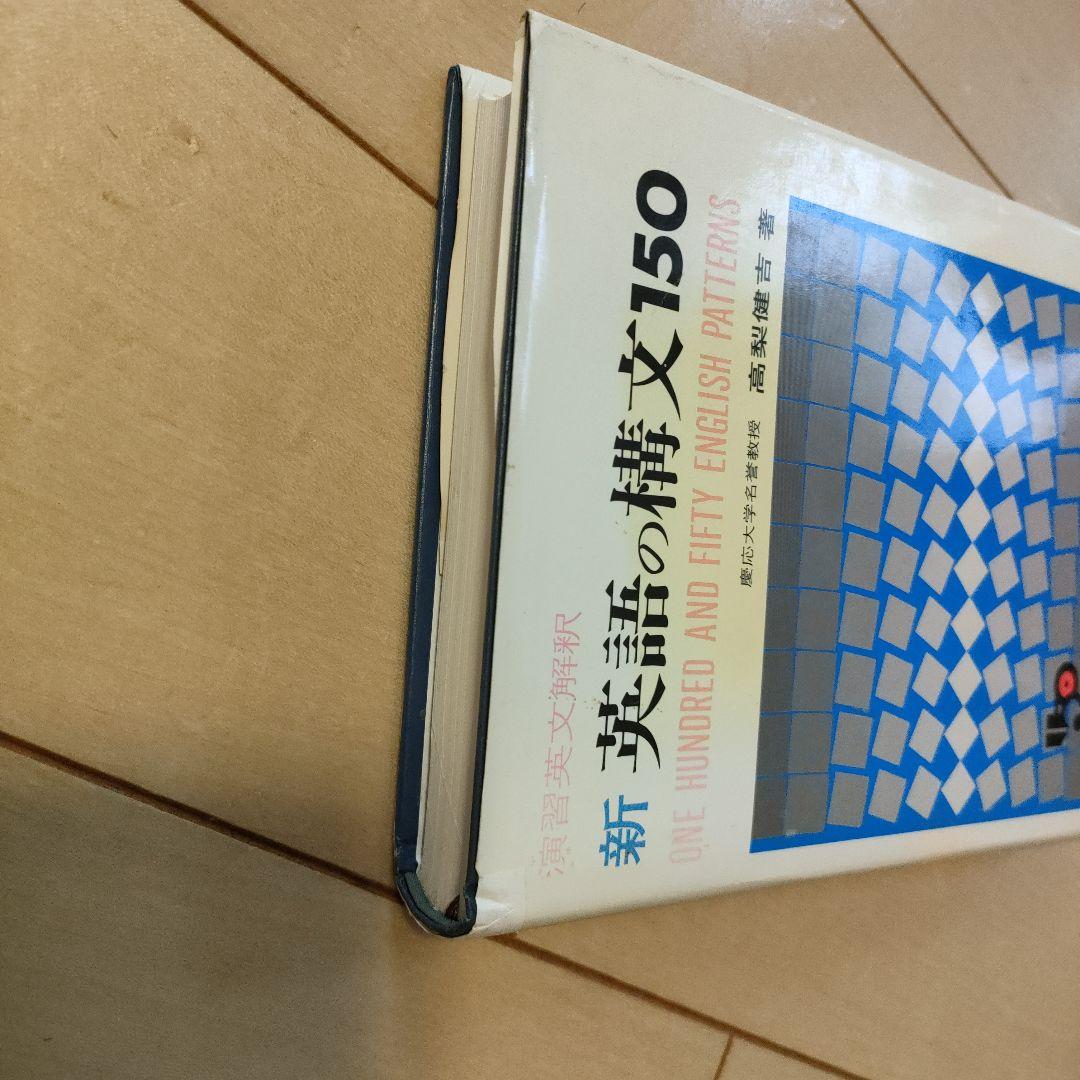 演習英文解釈
新 英語の構文150
ONE HUNDRED AND FIFTY ENGLISH PATTERNS
慶応大学名誉教授 高梨健吉 著